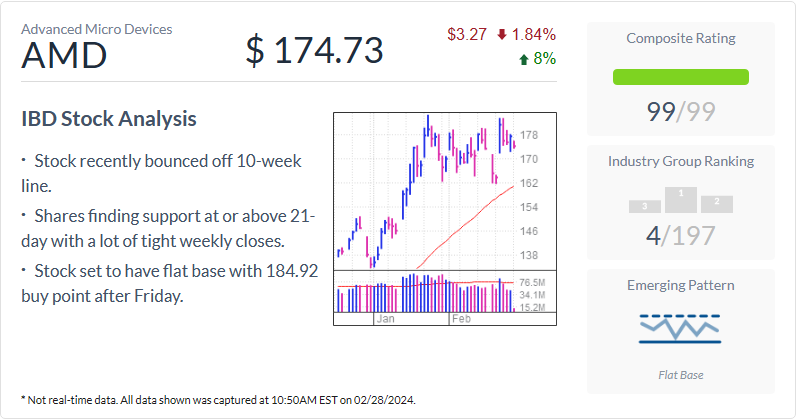 Advanced Micro Devices
AMD
$ 174.73
$3.27 1.84%
8%
IBD Stock Analysis
· Stock recently bounced off 10-week
line.
· Shares finding support at or above 21-
day with a lot of tight weekly closes.
· Stock set to have flat base with 184.92
buy point after Friday.
178
170
162
154
146
138
76.5M
34.1M
15.2M
Jan Feb
* Not real-time data. All data shown was captured at 10:50AM EST on 02/28/2024.
Composite Rating
99/99
Industry Group Ranking
3 1 2
4/197
Emerging Pattern
Flat Base